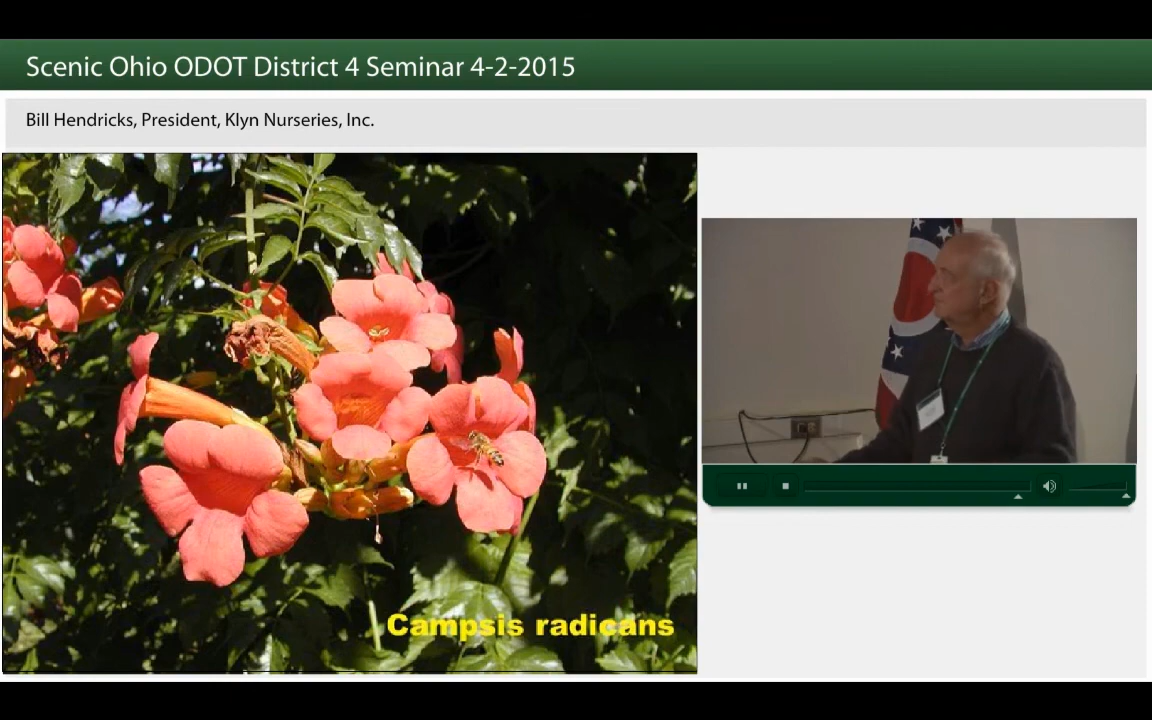 Scenic Ohio ODOT District 4 Seminar 4-2-2015
Bill Hendricks, President, Klyn Nurseries, Inc.
Campsis radicans